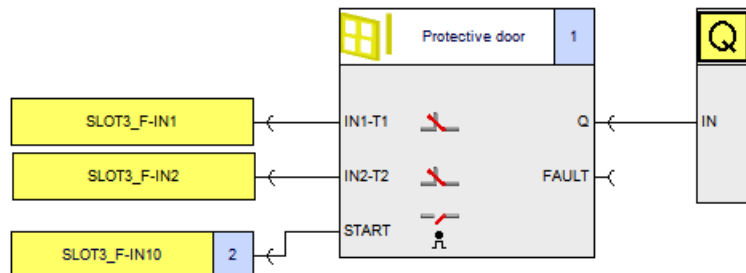 Protective door 1
Q
SLOT3_F-IN1 IN1-T1 Q IN
SLOT3_F-IN2 IN2-T2 FAULT
START
SLOT3_F-IN10 2